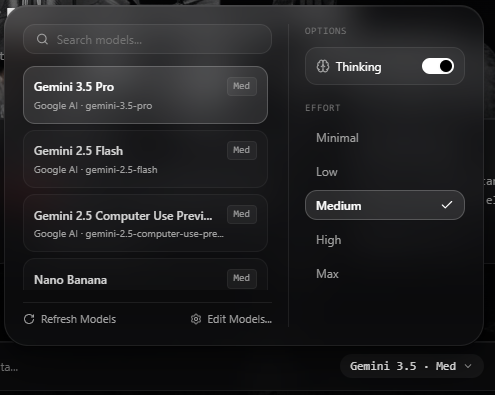 Search models...
Gemini 3.5 Pro
Med
Google AI · gemini-3.5-pro
Gemini 2.5 Flash
Med
Google AI · gemini-2.5-flash
Gemini 2.5 Computer Use Previ...
Med
Google AI · gemini-2.5-computer-use-pre...
Nano Banana
Med
Refresh Models
Edit Models...
OPTIONS
Thinking
EFFORT
Minimal
Low
Medium
High
Max
ta...
Gemini 3.5 · Med